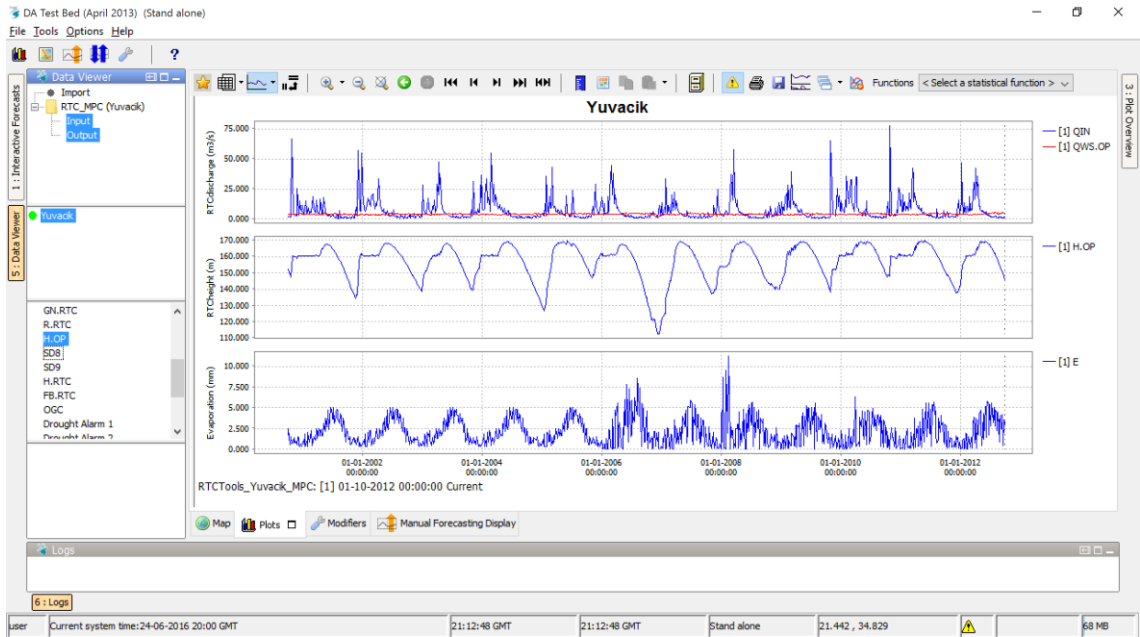 DA Test Bed (April 2013)  (Stand alone)
File  Tools  Options  Help
?
1 : Interactive Forecasts
5 : Data Viewer
Data Viewer
Import
RTC_MPC (Yuvacik)
Input
Output
Yuvacik
GN.RTC
R.RTC
H.OP
SD8
SD9
H.RTC
FB.RTC
OGC
Drought Alarm 1
Drought Alarm 2
Functions  < Select a statistical function >
3 : Plot Overview
Yuvacik
RTCdischarge (m3/s)
75.000
50.000
25.000
0.000
[1] QIN
[1] QWS.OP
RTCheight (m)
170.000
160.000
150.000
140.000
130.000
120.000
110.000
[1] H.OP
Evaporation (mm)
10.000
7.500
5.000
2.500
0.000
[1] E
01-01-2002  01-01-2004  01-01-2006  01-01-2008  01-01-2010  01-01-2012
00:00:00  00:00:00  00:00:00  00:00:00  00:00:00  00:00:00
RTCTools_Yuvacik_MPC: [1] 01-10-2012 00:00:00 Current
Map  Plots  Modifiers  Manual Forecasting Display
Logs
6 : Logs
user  Current system time:24-06-2016 20:00 GMT  21:12:48 GMT  21:12:48 GMT  Stand alone  21.442 , 34.829  68 MB